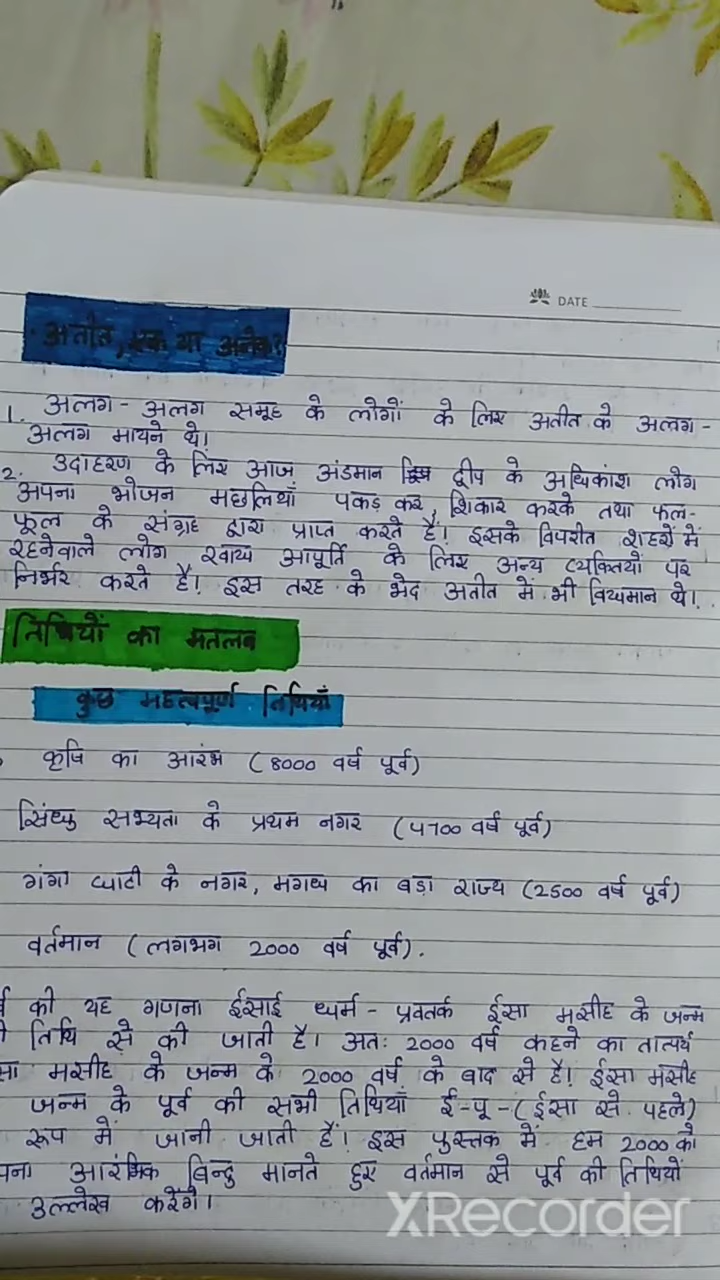 DATE
अतीत, एक या अनेक?
1. अलग - अलग समूह के लोगों के लिए अतीत के अलग -
अलग मायने थे।
2. उदाहरण के लिए आज अंडमान द्वीप के अधिकांश लोग
अपना भोजन मछलियाँ पकड़ कर, शिकार करके तथा फल-
फूल के संग्रह द्वारा प्राप्त करते हैं। इसके विपरीत शहरों में
रहनेवाले लोग खाद्य आपूर्ति के लिए अन्य व्यक्तियों पर
निर्भर करते है। इस तरह के भेद अतीत में भी विद्यमान थे।
तिथियों का मतलब
कुछ महत्वपूर्ण तिथियाँ
कृषि का आरंभ (8000 वर्ष पूर्व)
सिंधु सभ्यता के प्रथम नगर (4700 वर्ष पूर्व)
गंगा घाटी के नगर, मगध का बड़ा राज्य (2500 वर्ष पूर्व)
वर्तमान (लगभग 2000 वर्ष पूर्व).
की यह गणना ईसाई धर्म - प्रवतक ईसा मसीह के जन्म
तिथि से की जाती है। अतः 2000 वर्ष कहने का तात्पर्य
मसीह के जन्म के 2000 वर्ष के बाद से है। ईसा मसीह
जन्म के पूर्व की सभी तिथियाँ ई-पू-(ईसा से पहले)
रूप में जानी जाती हैं। इस पुस्तक में हम 2000 को
आरंभिक विन्दु मानते हुए वर्तमान से पूर्व की तिथियों
उल्लेख करेंगे।
XRecorder